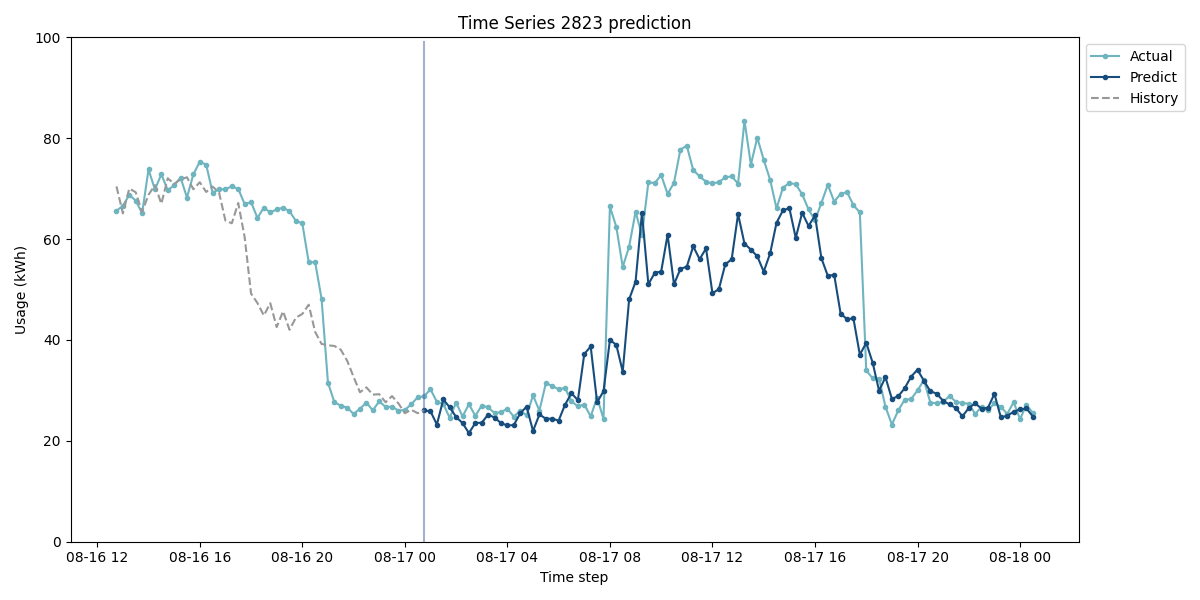 Time Series 2823 prediction
Usage (kWh)
100
80
60
40
20
0
08-16 12
08-16 16
08-16 20
08-17 00
08-17 04
08-17 08
08-17 12
08-17 16
08-17 20
08-18 00
Time step
Actual
Predict
History